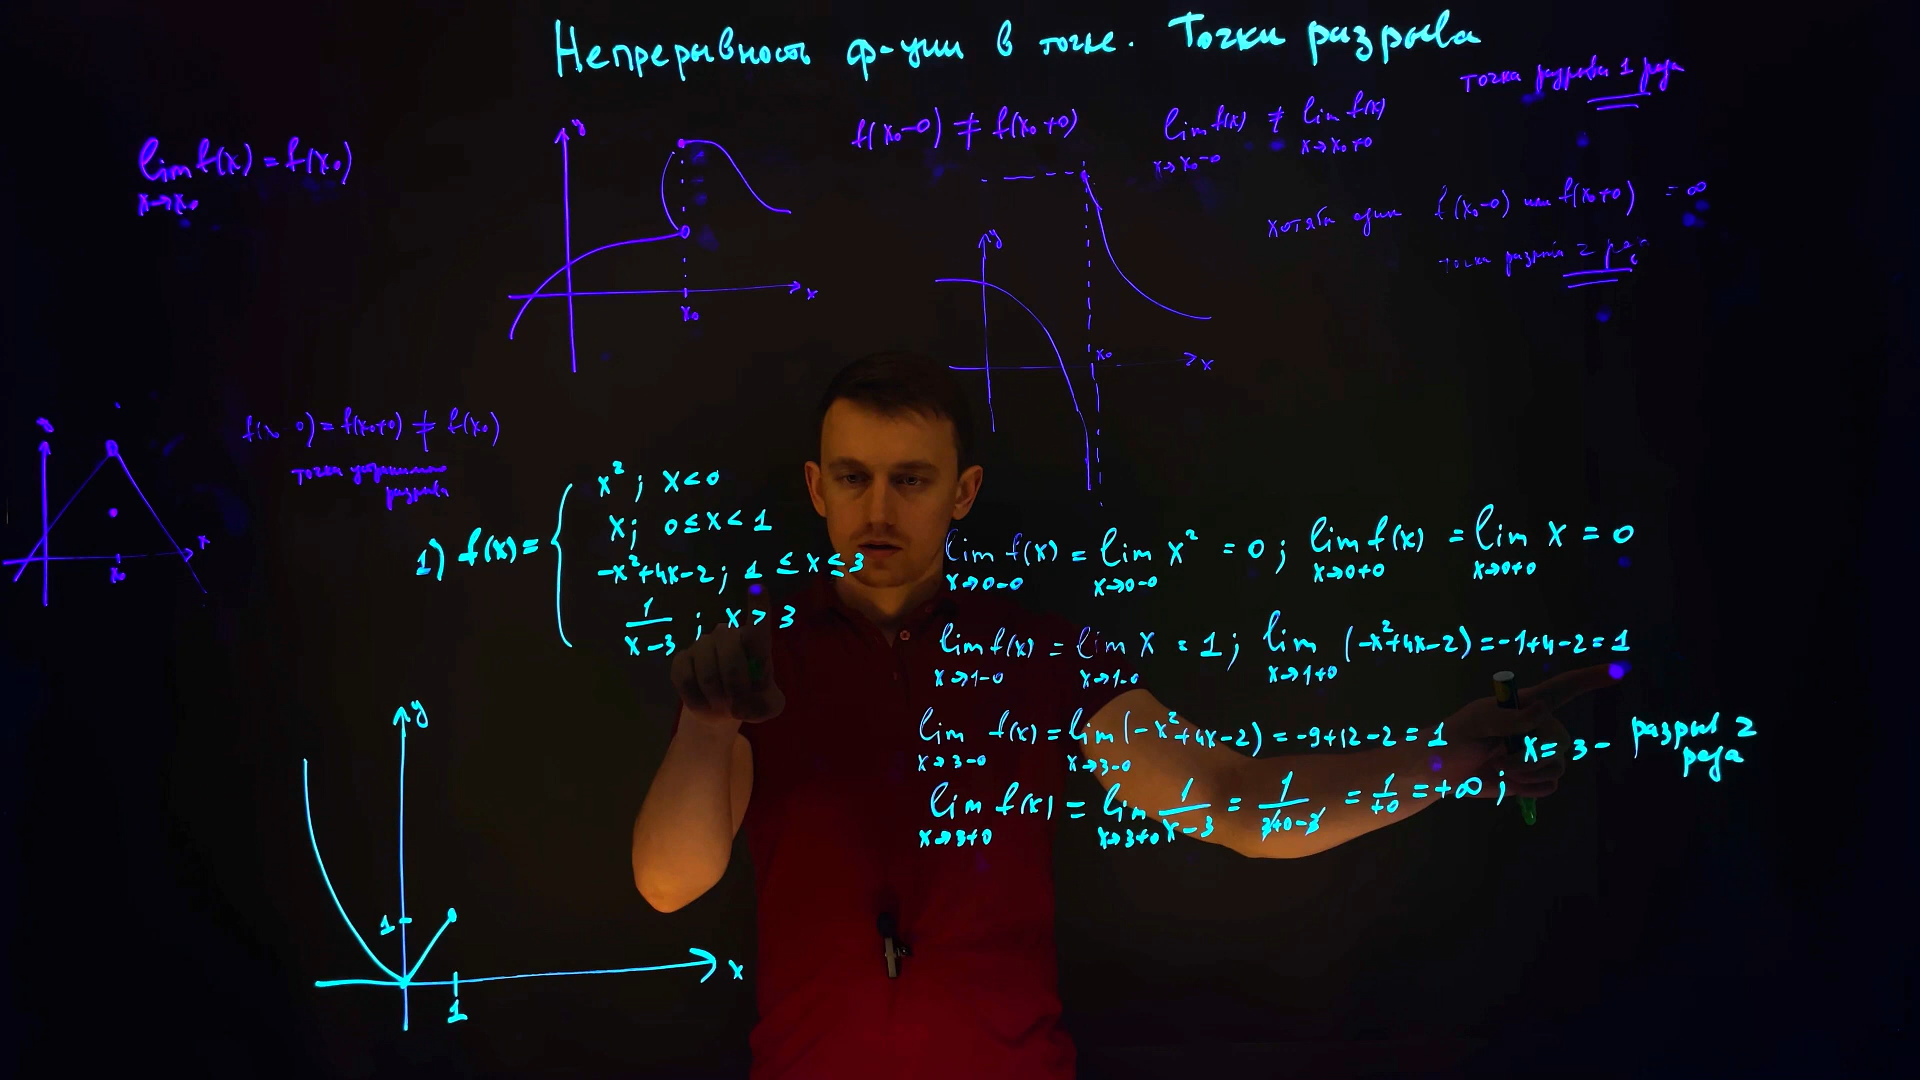 Непрерывность ф-уии в точке. Точки разрыва
lim f(x) = f(x₀)
x→x₀
y
x
x₀
f(x₀-0) ≠ f(x₀+0)
lim f(x) ≠ lim f(x)
x→x₀-0 x→x₀+0
точка разрыва 1 рода
хотябы один f(x₀-0) или f(x₀+0) = ∞
точка разрыва 2 рода
y
x₀
x
x
x₀
f(x₀-0) = f(x₀+0) ≠ f(x₀)
точка устранимого
разрыва
1) f(x) = {
x²; x<0
x; 0≤x<1
-x²+4x-2; 1≤x≤3
1/(x-3); x>3
lim f(x) = lim x² = 0; lim f(x) = lim x = 0
x→0-0 x→0-0 x→0+0 x→0+0
lim f(x) = lim x = 1; lim (-x²+4x-2) = -1+4-2 = 1
x→1-0 x→1-0 x→1+0
lim f(x) = lim (-x²+4x-2) = -9+12-2 = 1
x→3-0 x→3-0
x=3 - разрыв 2
рода
lim f(x) = lim 1/(x-3) = 1/(3+0-3) = 1/+0 = +∞;
x→3+0 x→3+0
y
1
x
1